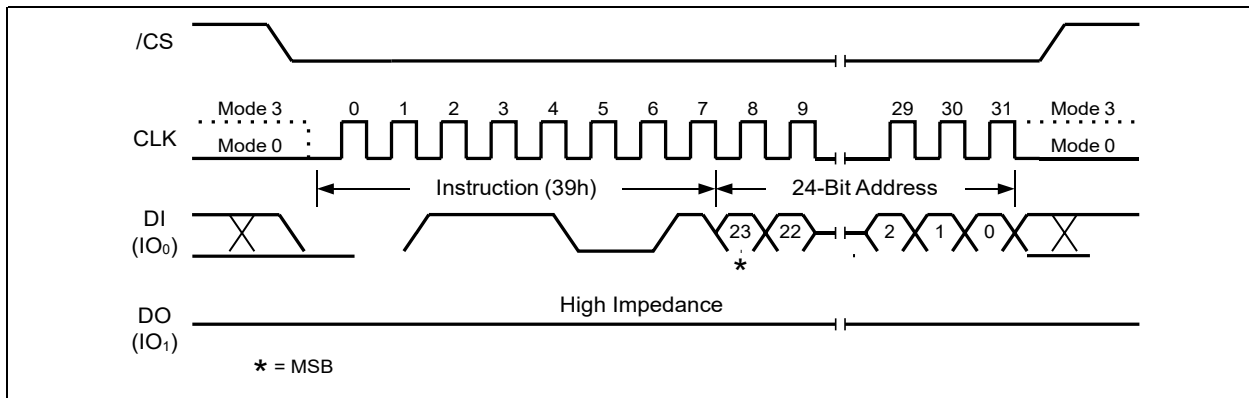 /CS
Mode 3 0 1 2 3 4 5 6 7 8 9 29 30 31 Mode 3
CLK Mode 0 Mode 0
Instruction (39h) 24-Bit Address
DI
(IO₀)
23 22 2 1 0
*
High Impedance
DO
(IO₁)
* = MSB